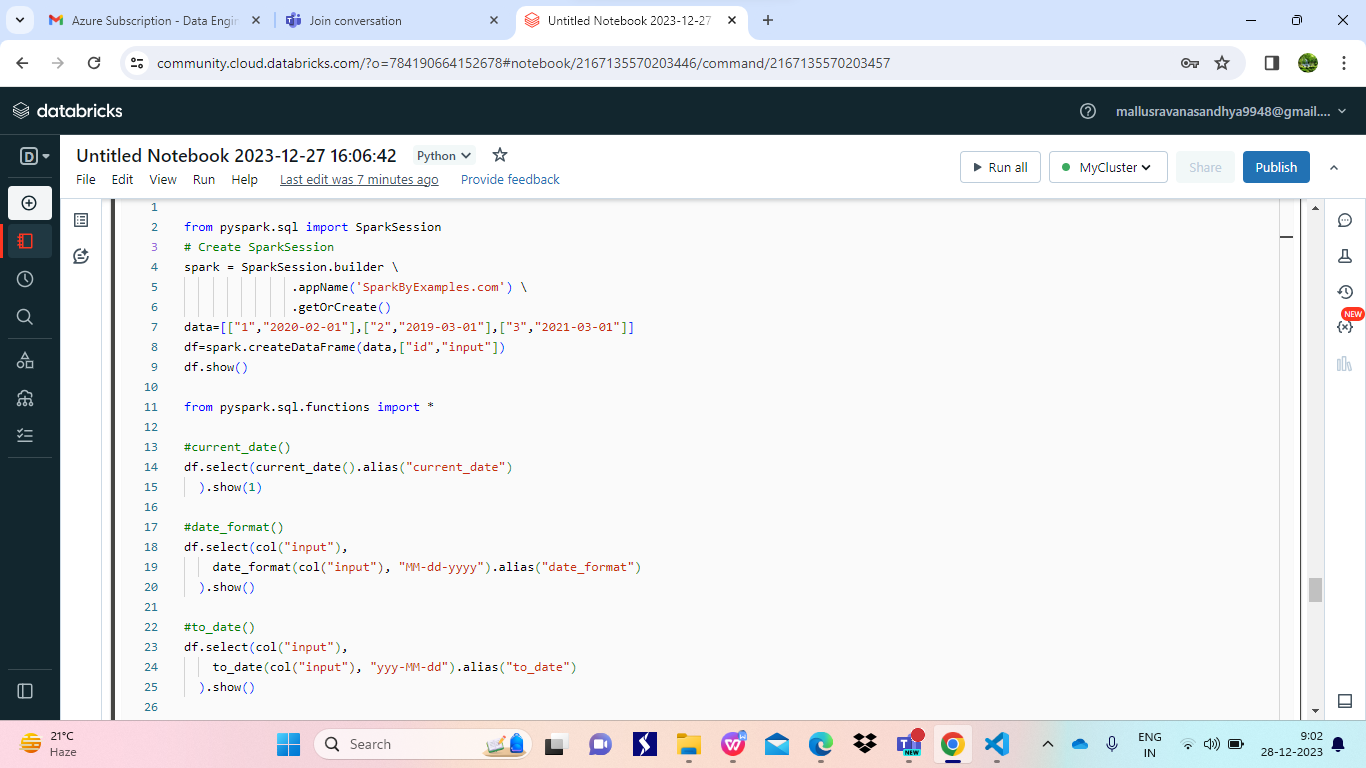 Azure Subscription - Data Engin
Join conversation
Untitled Notebook 2023-12-27
community.cloud.databricks.com/?o=784190664152678#notebook/2167135570203446/command/2167135570203457
databricks
mallusravanasandhya9948@gmail....
D
Untitled Notebook 2023-12-27 16:06:42
Python
Run all
MyCluster
Share
Publish
File Edit View Run Help Last edit was 7 minutes ago Provide feedback
1
2 from pyspark.sql import SparkSession
3 # Create SparkSession
4 spark = SparkSession.builder \
5 .appName('SparkByExamples.com') \
6 .getOrCreate()
7 data=[["1","2020-02-01"],["2","2019-03-01"],["3","2021-03-01"]]
8 df=spark.createDataFrame(data,["id","input"])
9 df.show()
10
11 from pyspark.sql.functions import *
12
13 #current_date()
14 df.select(current_date().alias("current_date")
15 ).show(1)
16
17 #date_format()
18 df.select(col("input"),
19 date_format(col("input"), "MM-dd-yyyy").alias("date_format")
20 ).show()
21
22 #to_date()
23 df.select(col("input"),
24 to_date(col("input"), "yyy-MM-dd").alias("to_date")
25 ).show()
26
NEW
21°C
Haze
Search
NEW
ENG
IN
9:02
28-12-2023